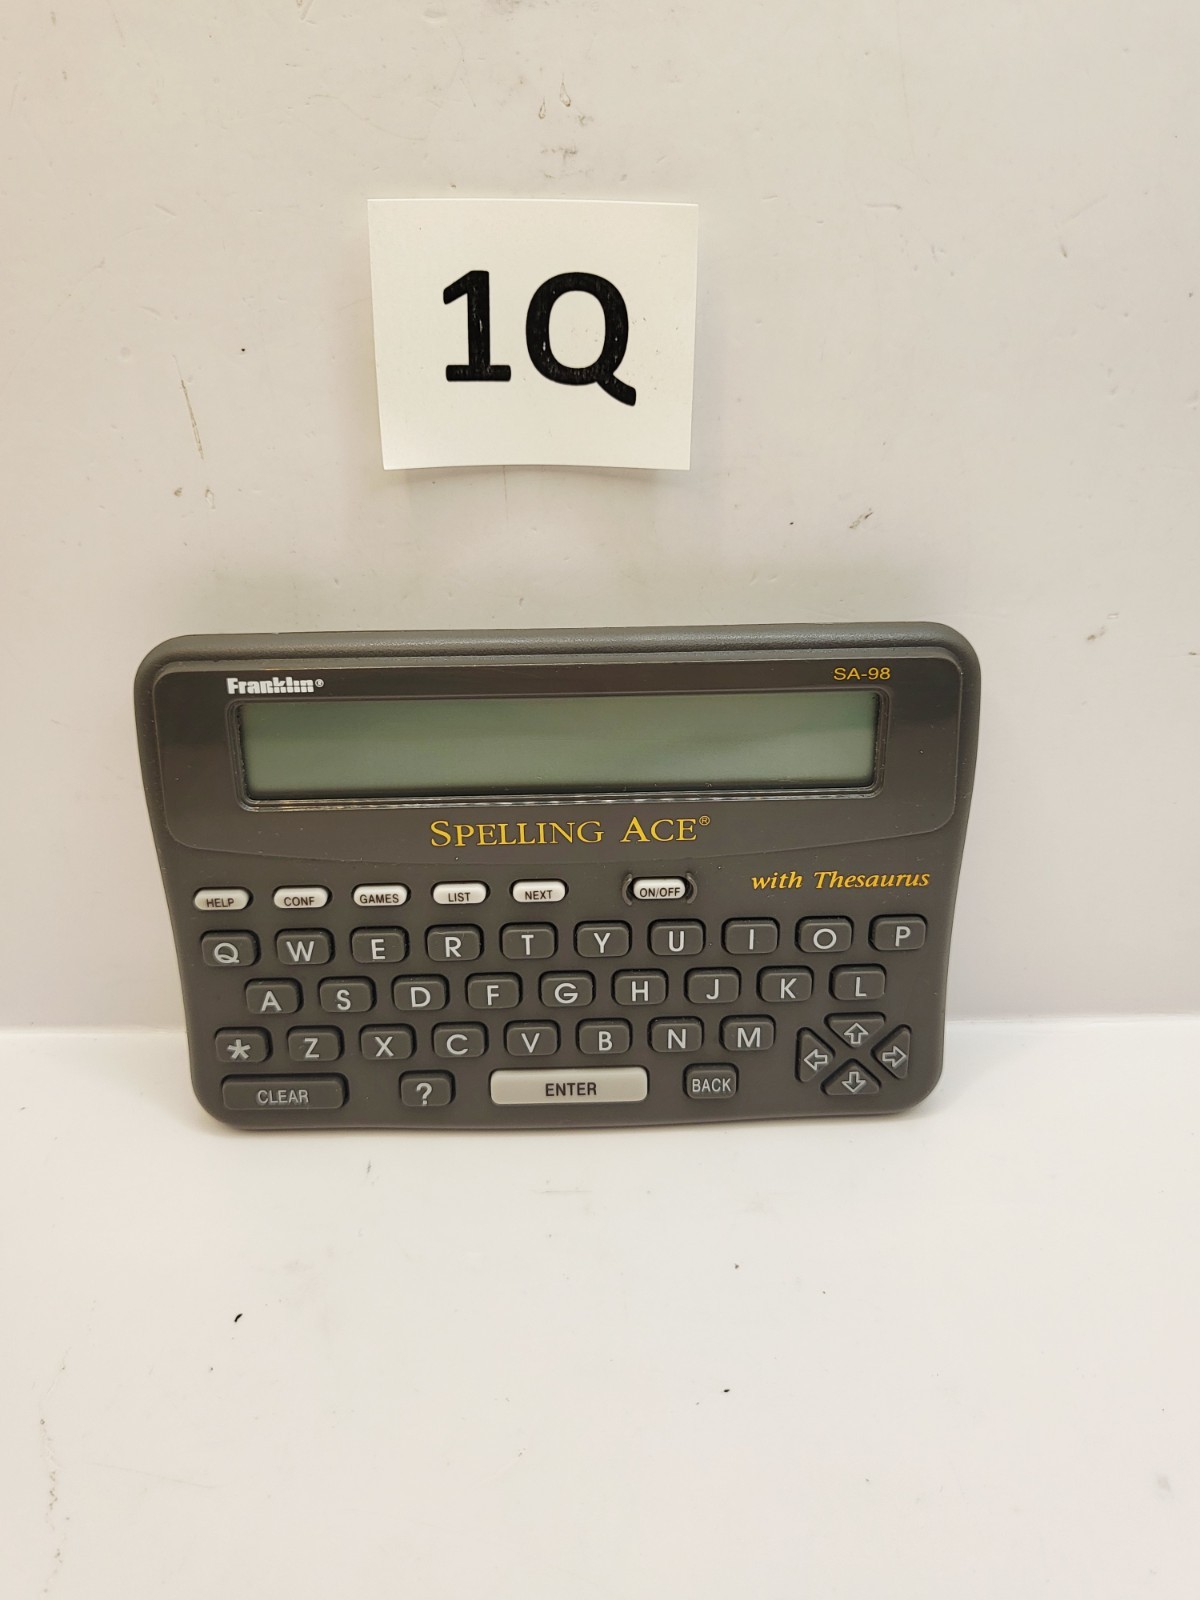 1Q
Franklin®
SA-98
SPELLING ACE®
with Thesaurus
HELP CONF GAMES LIST NEXT ON/OFF
Q W E R T Y U I O P
A S D F G H J K L
* Z X C V B N M
CLEAR ? ENTER BACK